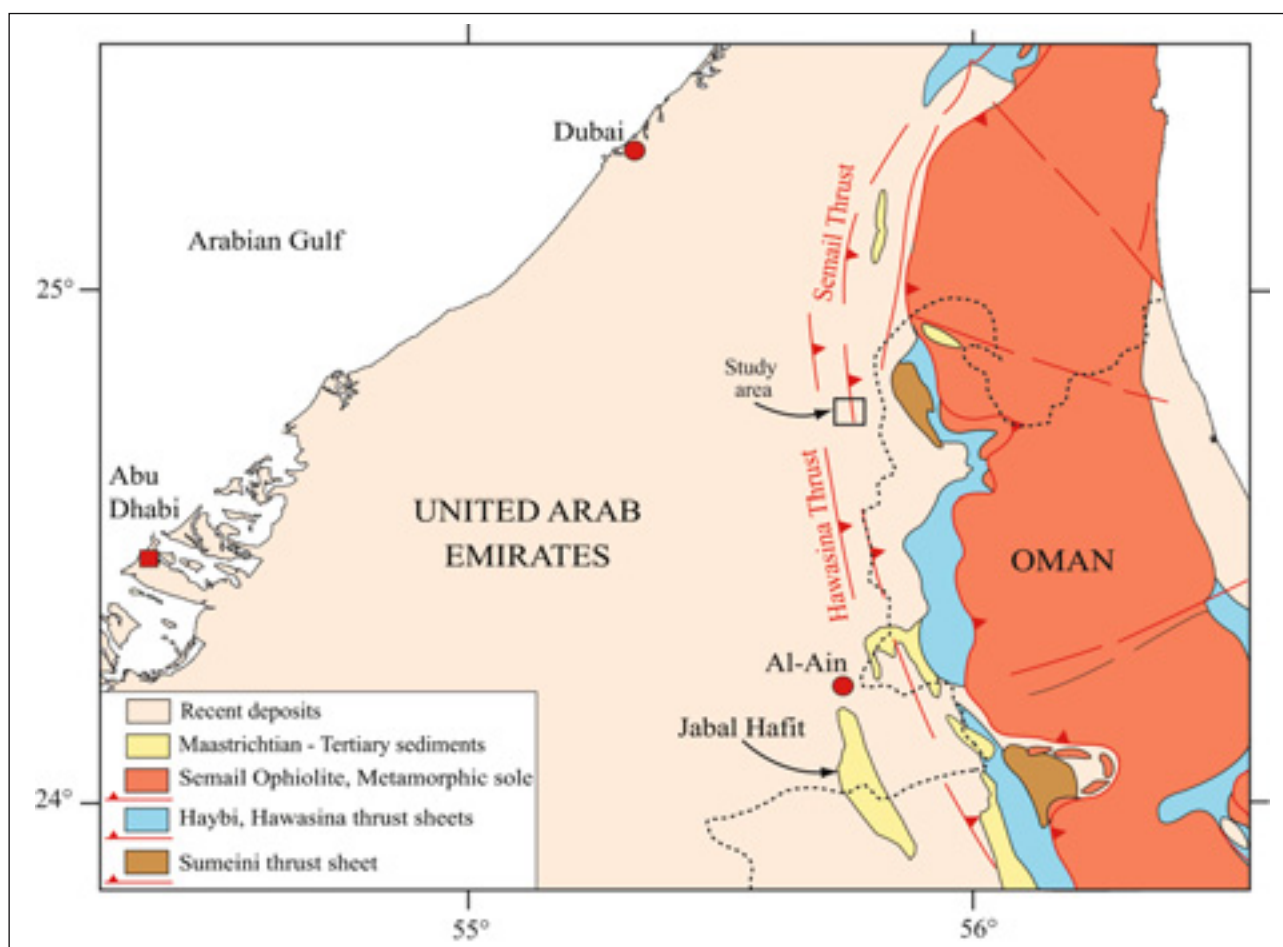 Dubai
Arabian Gulf
Semail Thrust
25°
Study
area
Abu
Dhabi
UNITED ARAB
EMIRATES
Hawasina Thrust
OMAN
Al-Ain
Jabal Hafit
Recent deposits
Maastrichtian - Tertiary sediments
Semail Ophiolite, Metamorphic sole
Haybi, Hawasina thrust sheets
Sumeini thrust sheet
24°
55°
56°